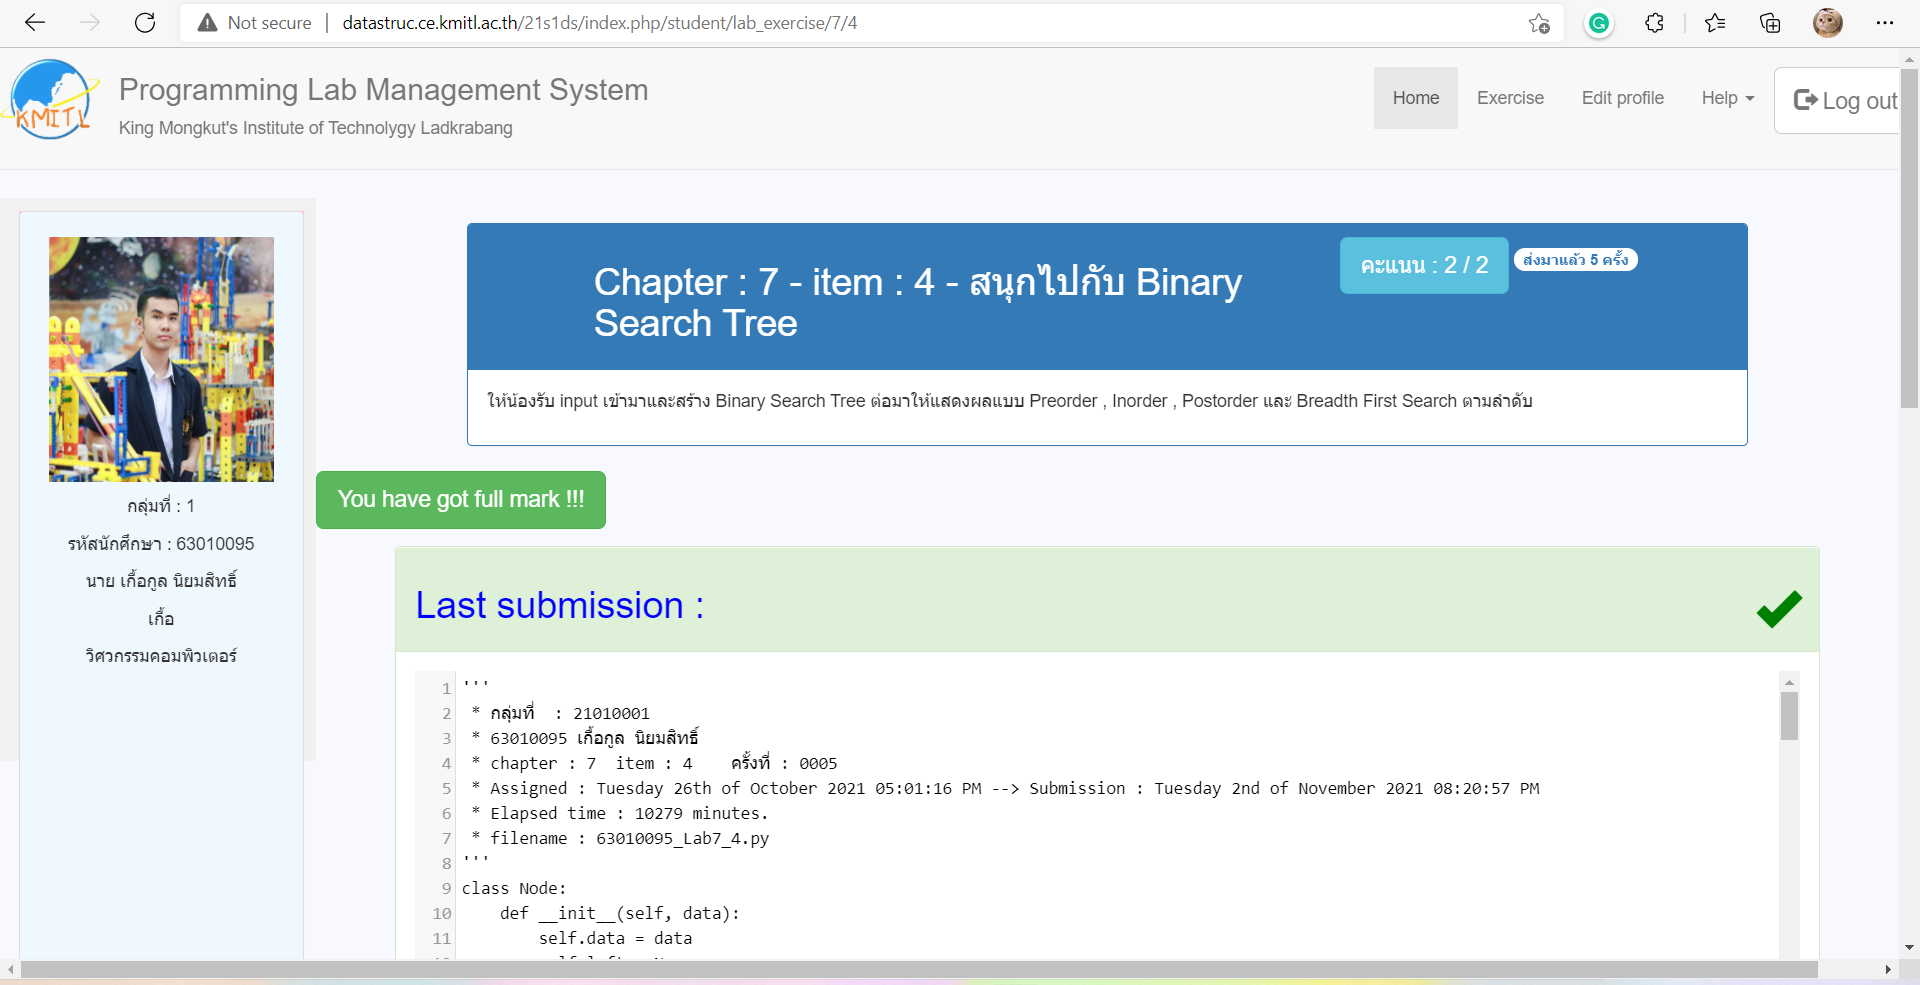 Not secure
datastruc.ce.kmitl.ac.th/21s1ds/index.php/student/lab_exercise/7/4
KMITL
Programming Lab Management System
King Mongkut's Institute of Technolygy Ladkrabang
Home
Exercise
Edit profile
Help
Log out
กลุ่มที่ : 1
รหัสนักศึกษา : 63010095
นาย เกื้อกูล นิยมสิทธิ์
เกื้อ
วิศวกรรมคอมพิวเตอร์
Chapter : 7 - item : 4 - สนุกไปกับ Binary
Search Tree
คะแนน : 2 / 2
ส่งมาแล้ว 5 ครั้ง
ให้น้องรับ input เข้ามาและสร้าง Binary Search Tree ต่อมาให้แสดงผลแบบ Preorder , Inorder , Postorder และ Breadth First Search ตามลำดับ
You have got full mark !!!
Last submission :
1 '''
2 * กลุ่มที่ : 21010001
3 * 63010095 เกื้อกูล นิยมสิทธิ์
4 * chapter : 7 item : 4 ครั้งที่ : 0005
5 * Assigned : Tuesday 26th of October 2021 05:01:16 PM --> Submission : Tuesday 2nd of November 2021 08:20:57 PM
6 * Elapsed time : 10279 minutes.
7 * filename : 63010095_Lab7_4.py
8 '''
9 class Node:
10 def __init__(self, data):
11 self.data = data